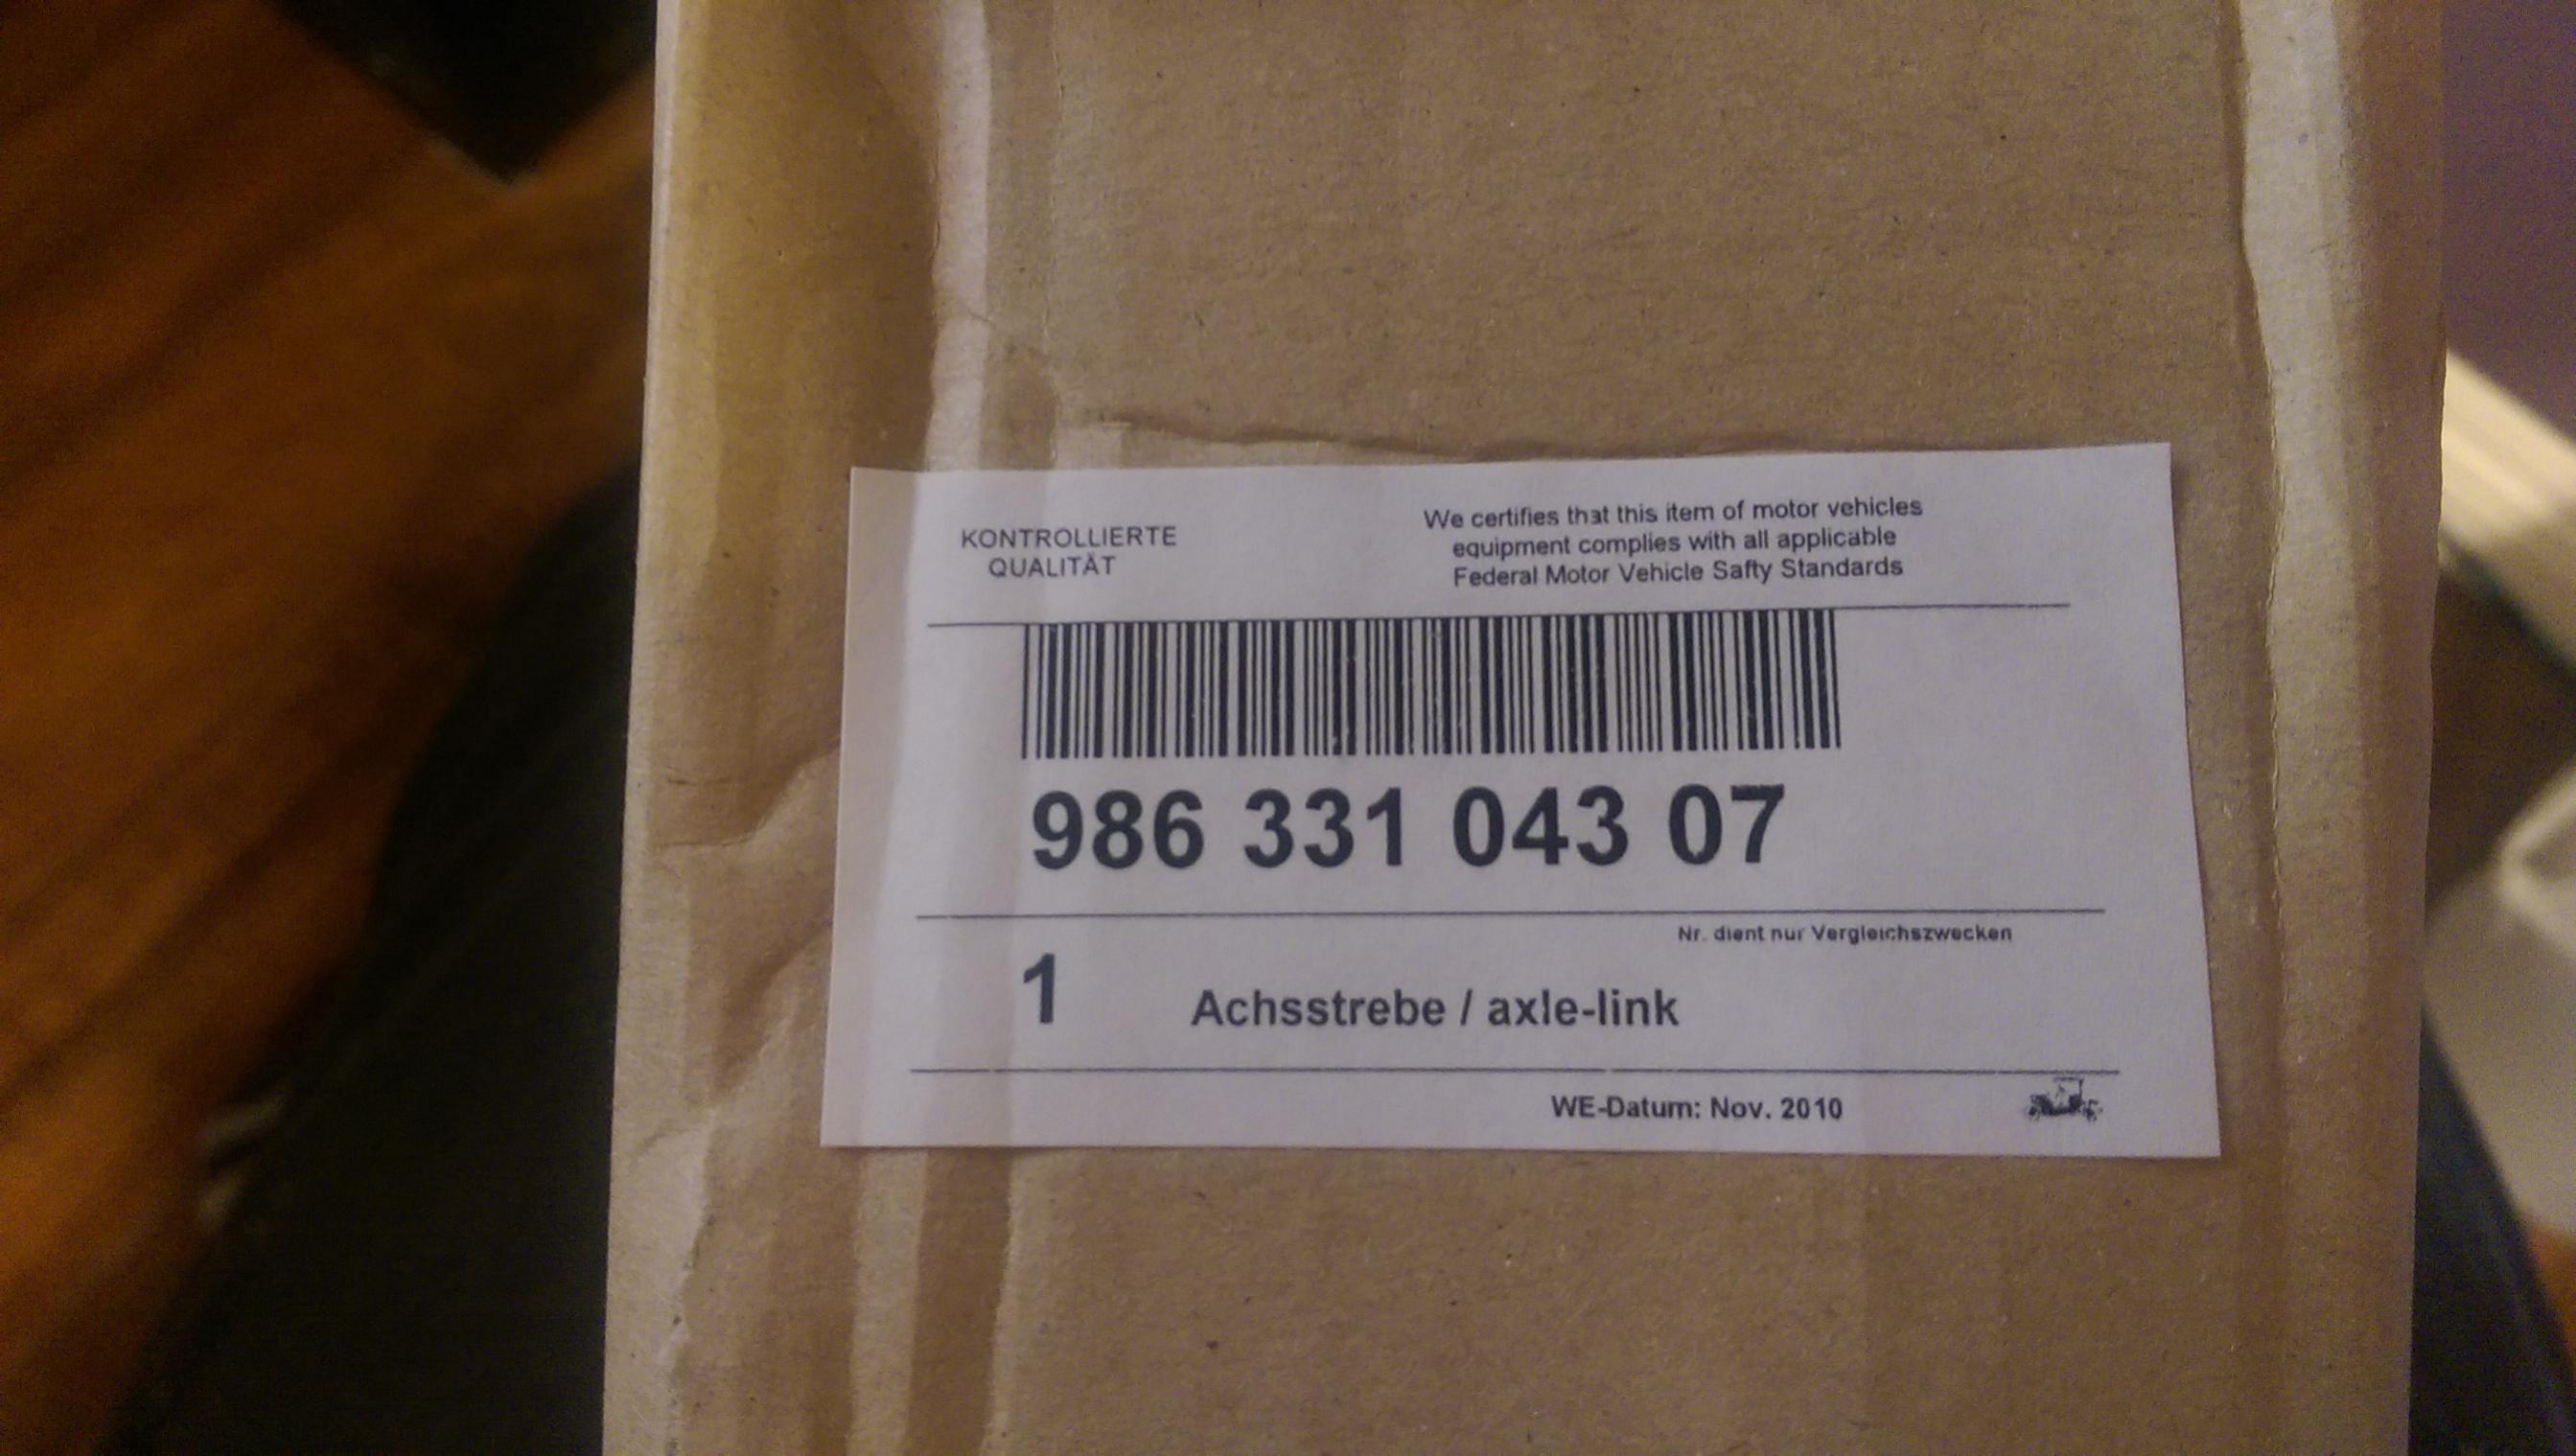 KONTROLLIERTE
QUALITÄT
We certifies that this item of motor vehicles
equipment complies with all applicable
Federal Motor Vehicle Safty Standards
986 331 043 07
Nr. dient nur Vergleichszwecken
1 Achsstrebe / axle-link
WE-Datum: Nov. 2010